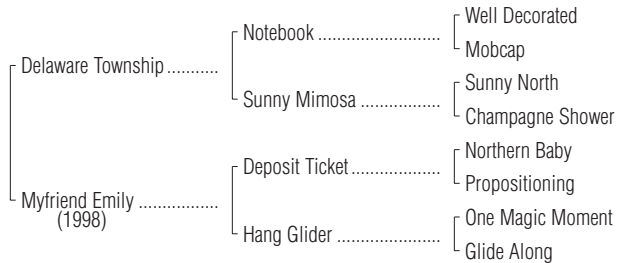 Well Decorated
Notebook ..........................
Mobcap
Delaware Township ...........
Sunny North
Sunny Mimosa .................
Champagne Shower
Northern Baby
Deposit Ticket ...................
Propositioning
Myfriend Emily .................
(1998)
One Magic Moment
Hang Glider ......................
Glide Along